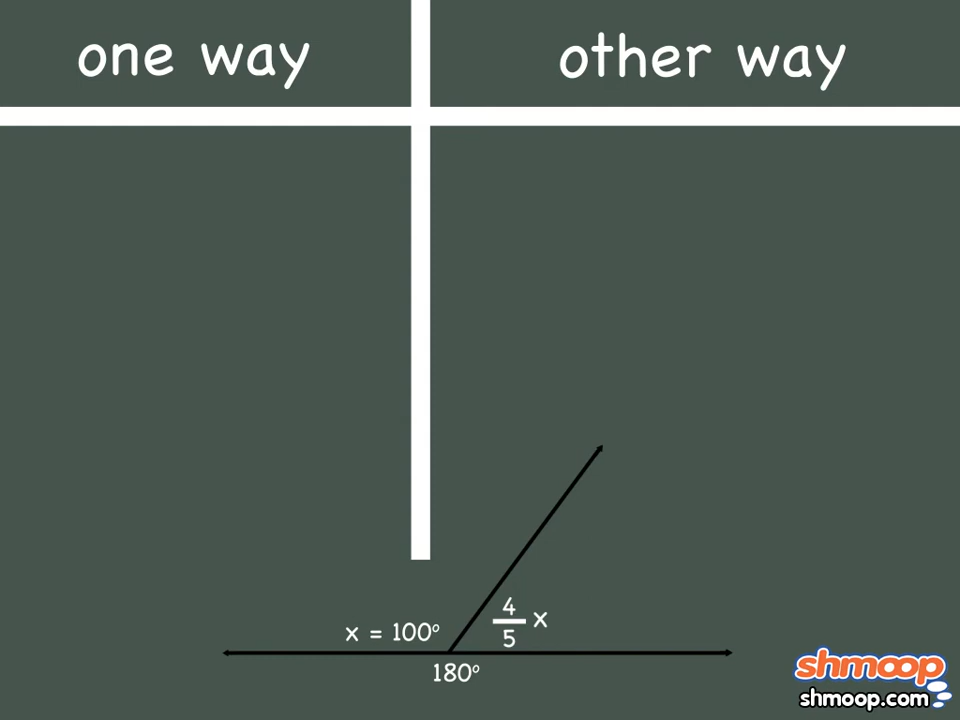 one way
other way
x = 100°
4
5
x
180°
shmoop
shmoop.com